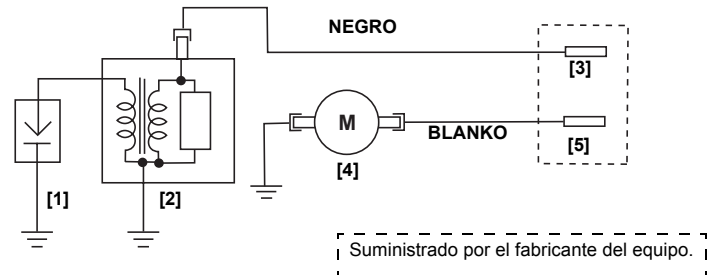 NEGRO
[3]
M
BLANKO
[1]
[2]
[4]
[5]
Suministrado por el fabricante del equipo.